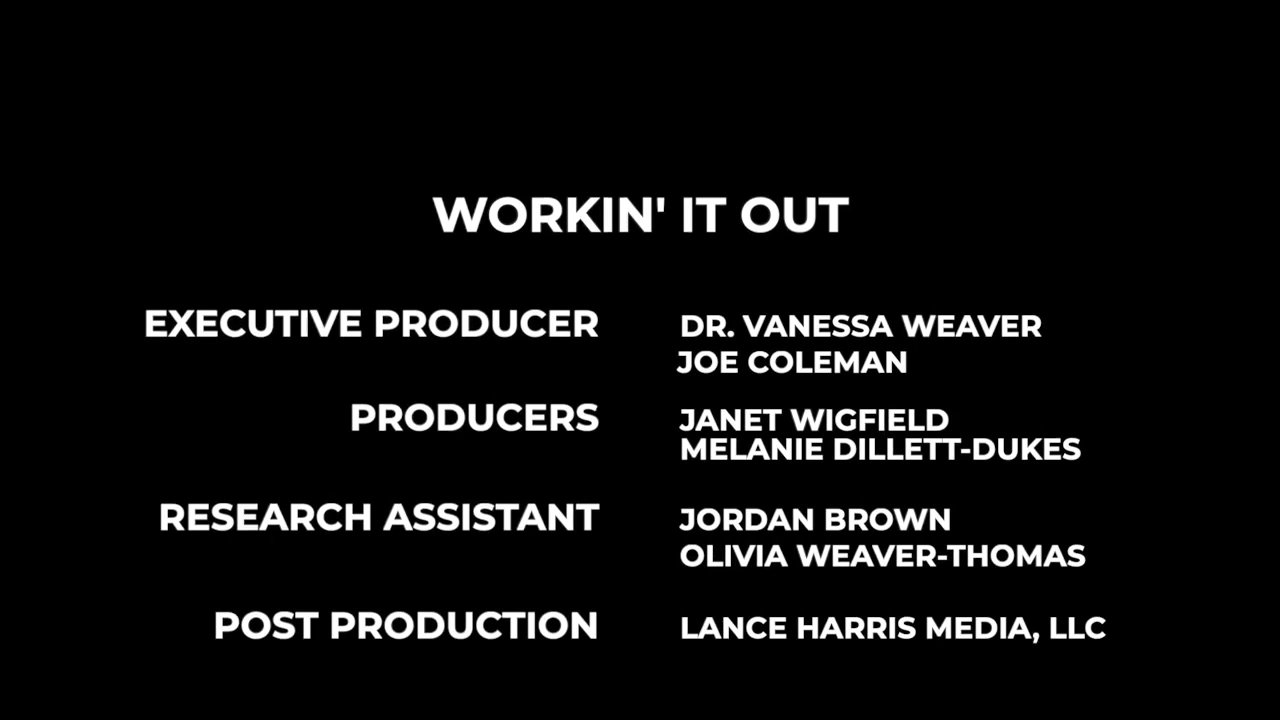 WORKIN' IT OUT
EXECUTIVE PRODUCER DR. VANESSA WEAVER
JOE COLEMAN
PRODUCERS JANET WIGFIELD
MELANIE DILLETT-DUKES
RESEARCH ASSISTANT JORDAN BROWN
OLIVIA WEAVER-THOMAS
POST PRODUCTION LANCE HARRIS MEDIA, LLC